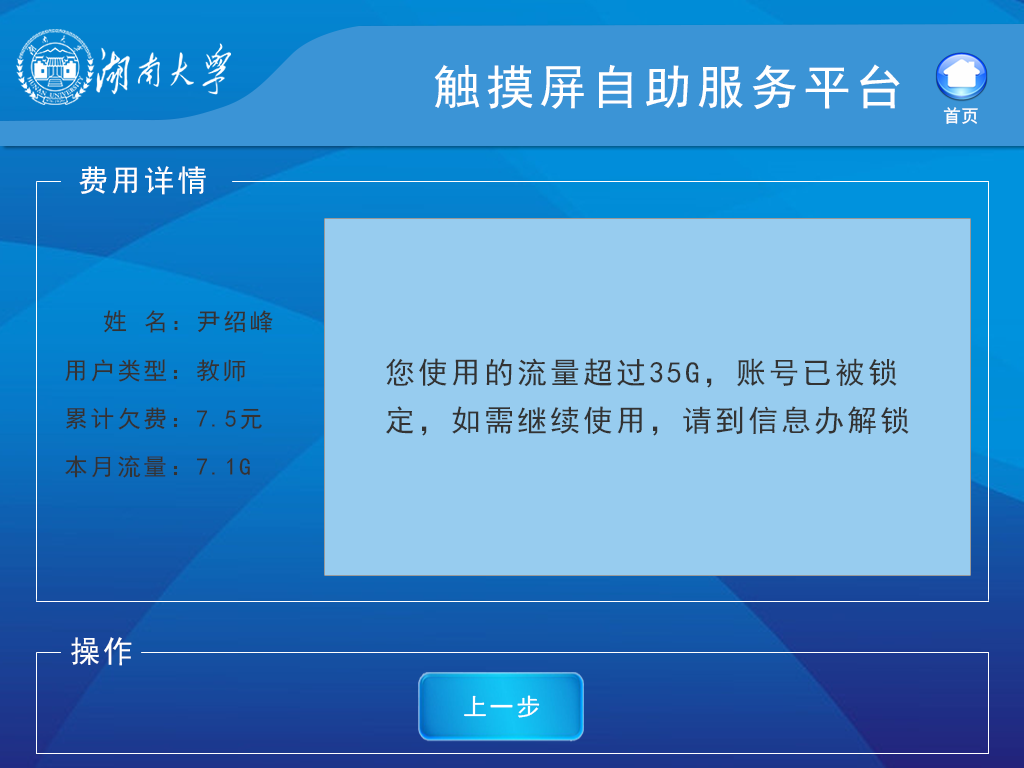 湖南大学
HUNAN UNIVERSITY
触摸屏自助服务平台
首页
费用详情
姓 名：尹绍峰
用户类型：教师
累计欠费：7.5元
本月流量：7.1G
您使用的流量超过35G，账号已被锁
定，如需继续使用，请到信息办解锁
操作
上一步